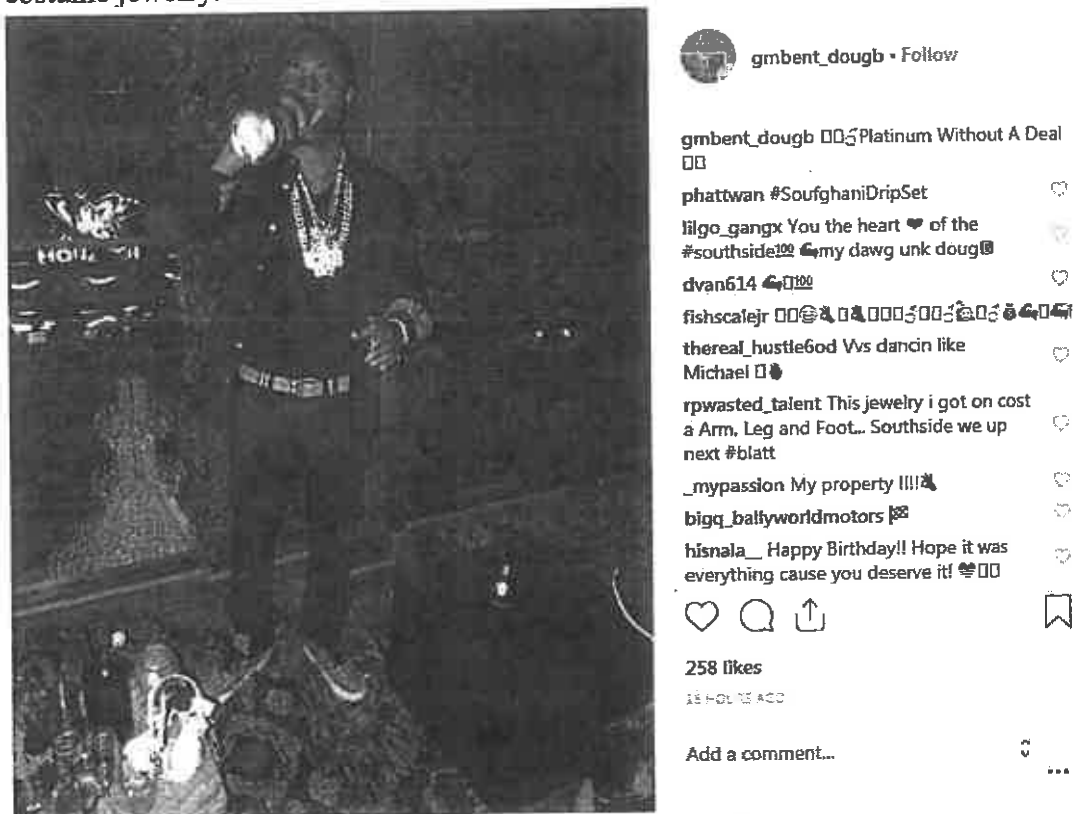 jewelry.
gmbent_dougb • Follow
gmbent_dougb Platinum Without A Deal
phattwan #SoufghaniDripSet
lilgo_gangx You the heart ❤ of the
#southside💯 💪my dawg unk doug
dvan614 💪💯
fishscalejr
thereal_hustle6od Vvs dancin like
Michael
rpwasted_talent This jewelry i got on cost
a Arm, Leg and Foot... Southside we up
next #blatt
_mypassion My property !!!!
bigq_ballyworldmotors 🏁
hisnala__ Happy Birthday!! Hope it was
everything cause you deserve it!
258 likes
HOURS AGO
Add a comment...